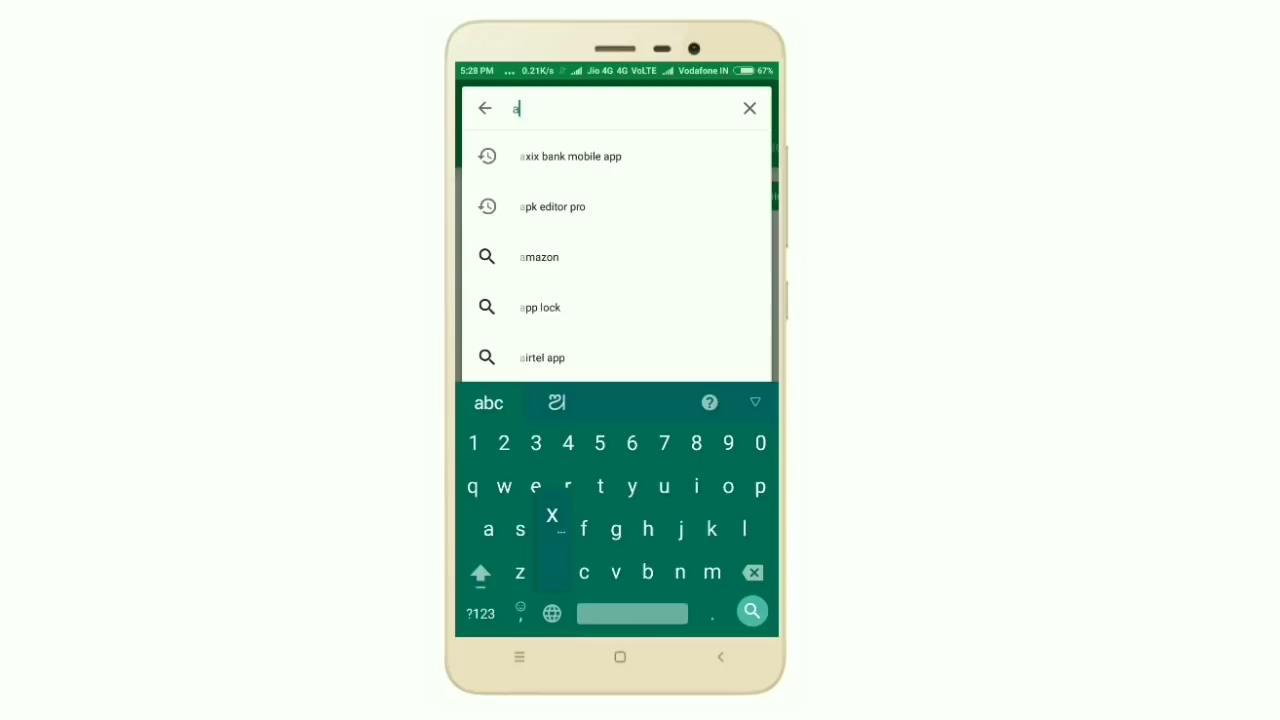 5:28 PM ... 0.21K/s Jio 4G 4G VoLTE Vodafone IN 67%
a
axix bank mobile app
apk editor pro
amazon
app lock
airtel app
abc ଅ ?
1 2 3 4 5 6 7 8 9 0
q w e r t y u i o p
a s x ... f g h j k l
z c v b n m
?123 , .